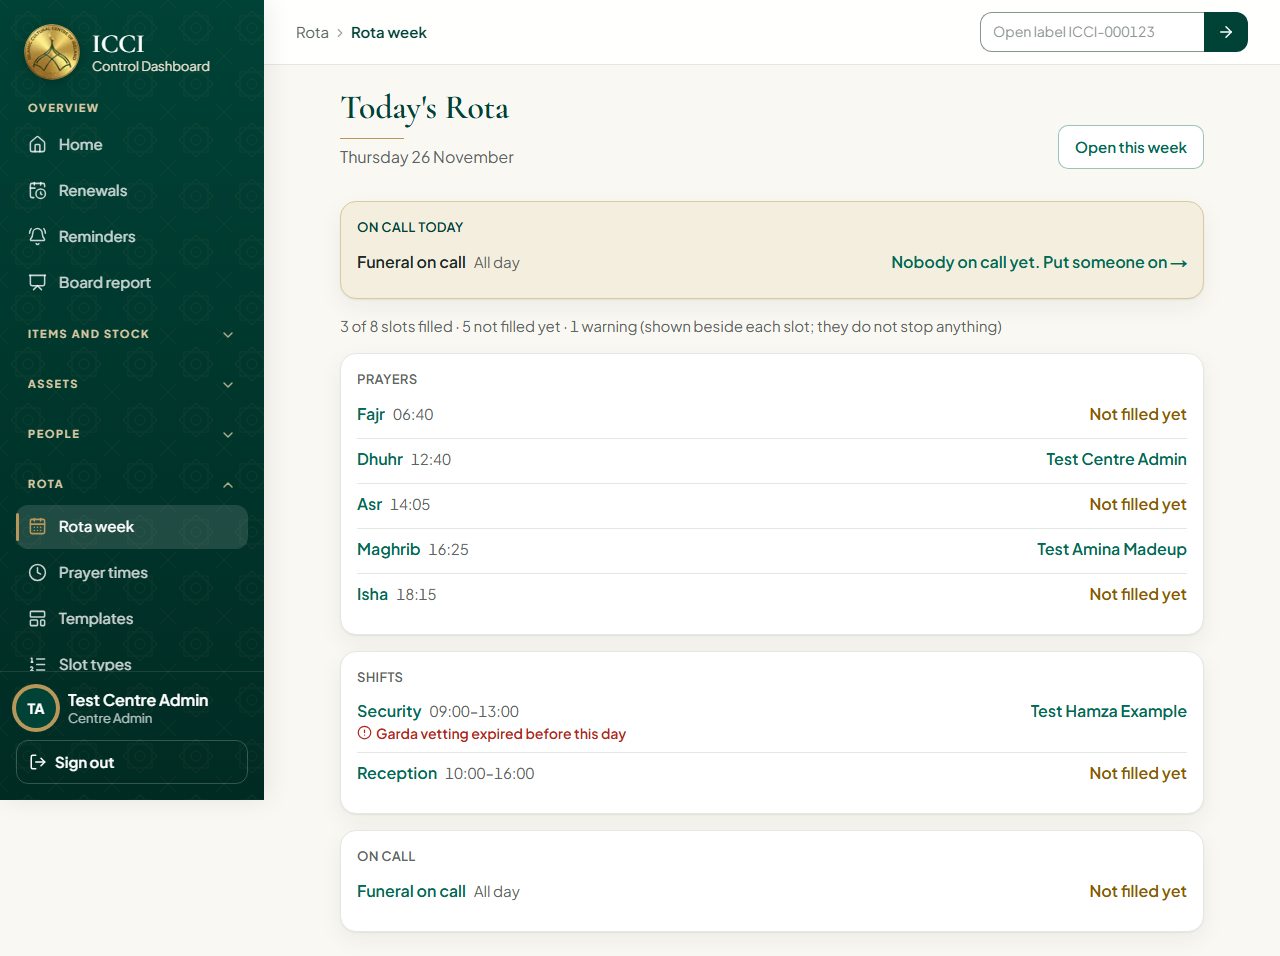 ICCI
Control Dashboard
OVERVIEW
Home
Renewals
Reminders
Board report
ITEMS AND STOCK
ASSETS
PEOPLE
ROTA
Rota week
Prayer times
Templates
Slot types
TA
Test Centre Admin
Centre Admin
Sign out
Rota › Rota week
Open label ICCI-000123
Today's Rota
Thursday 26 November
Open this week
ON CALL TODAY
Funeral on call All day
Nobody on call yet. Put someone on →
3 of 8 slots filled · 5 not filled yet · 1 warning (shown beside each slot; they do not stop anything)
PRAYERS
Fajr 06:40 Not filled yet
Dhuhr 12:40 Test Centre Admin
Asr 14:05 Not filled yet
Maghrib 16:25 Test Amina Madeup
Isha 18:15 Not filled yet
SHIFTS
Security 09:00–13:00 Test Hamza Example
Garda vetting expired before this day
Reception 10:00–16:00 Not filled yet
ON CALL
Funeral on call All day Not filled yet